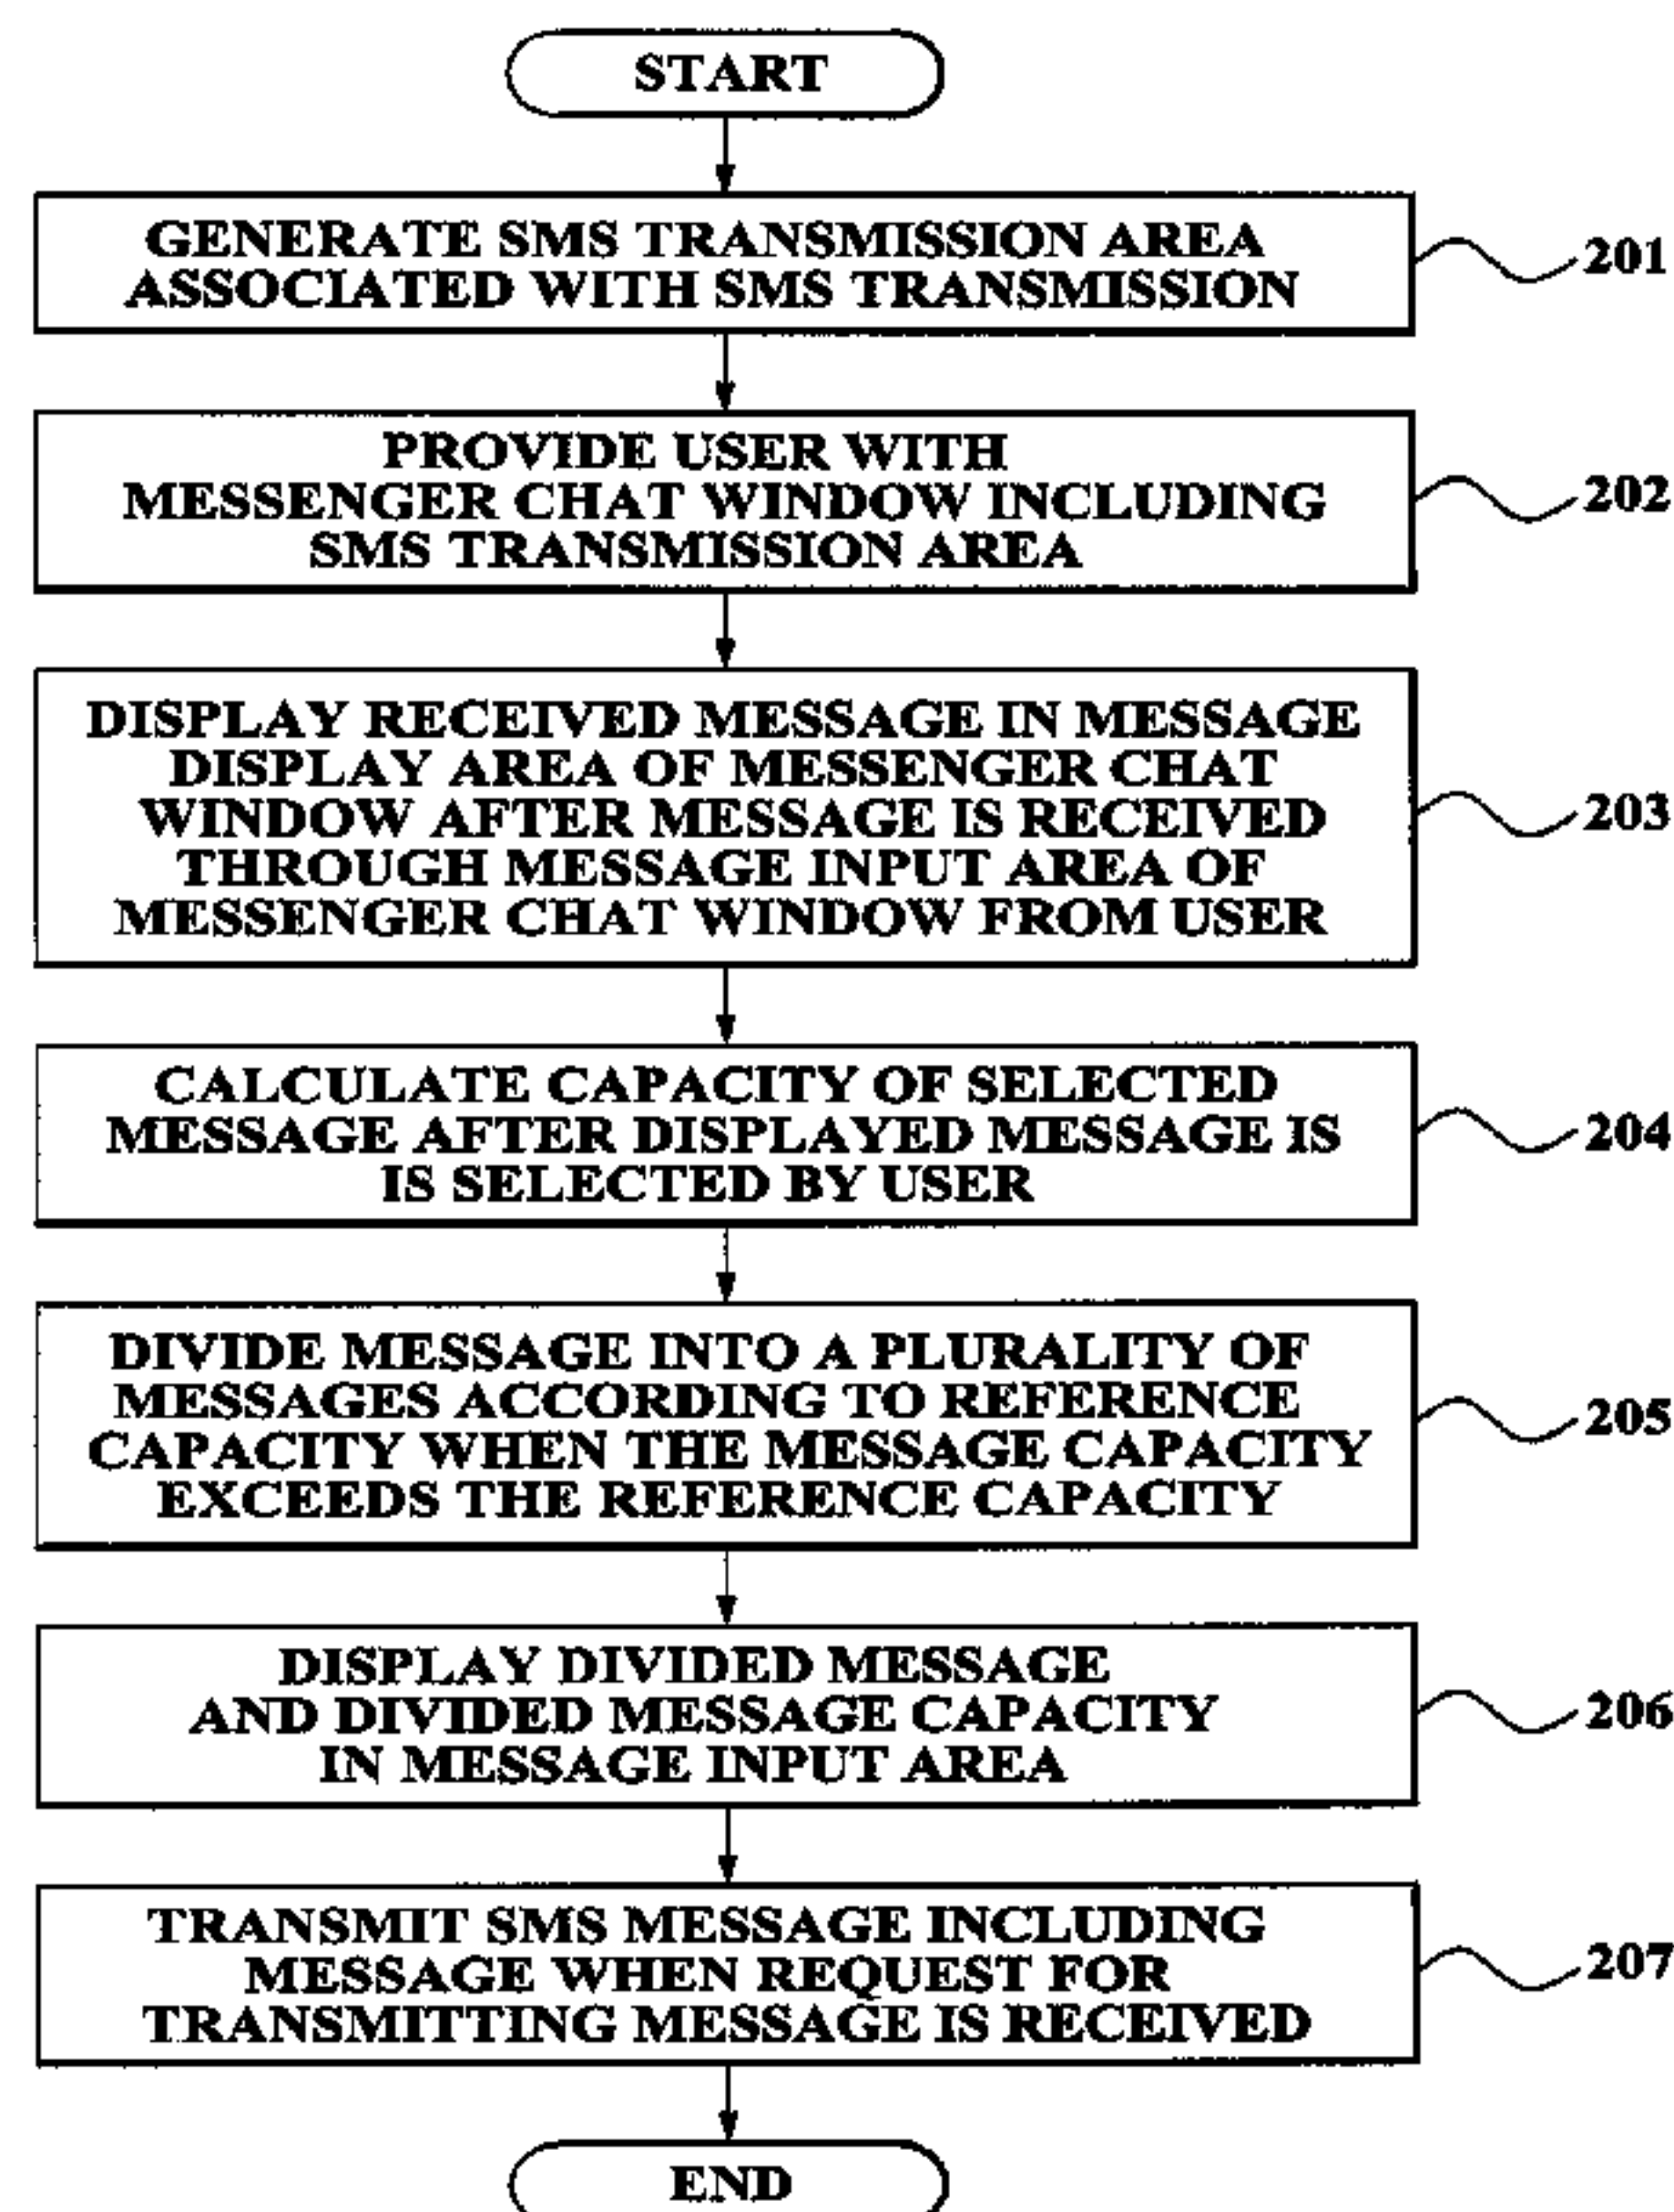 START
GENERATE SMS TRANSMISSION AREA
ASSOCIATED WITH SMS TRANSMISSION
201
PROVIDE USER WITH
MESSENGER CHAT WINDOW INCLUDING
SMS TRANSMISSION AREA
202
DISPLAY RECEIVED MESSAGE IN MESSAGE
DISPLAY AREA OF MESSENGER CHAT
WINDOW AFTER MESSAGE IS RECEIVED
THROUGH MESSAGE INPUT AREA OF
MESSENGER CHAT WINDOW FROM USER
203
CALCULATE CAPACITY OF SELECTED
MESSAGE AFTER DISPLAYED MESSAGE IS
IS SELECTED BY USER
204
DIVIDE MESSAGE INTO A PLURALITY OF
MESSAGES ACCORDING TO REFERENCE
CAPACITY WHEN THE MESSAGE CAPACITY
EXCEEDS THE REFERENCE CAPACITY
205
DISPLAY DIVIDED MESSAGE
AND DIVIDED MESSAGE CAPACITY
IN MESSAGE INPUT AREA
206
TRANSMIT SMS MESSAGE INCLUDING
MESSAGE WHEN REQUEST FOR
TRANSMITTING MESSAGE IS RECEIVED
207
END